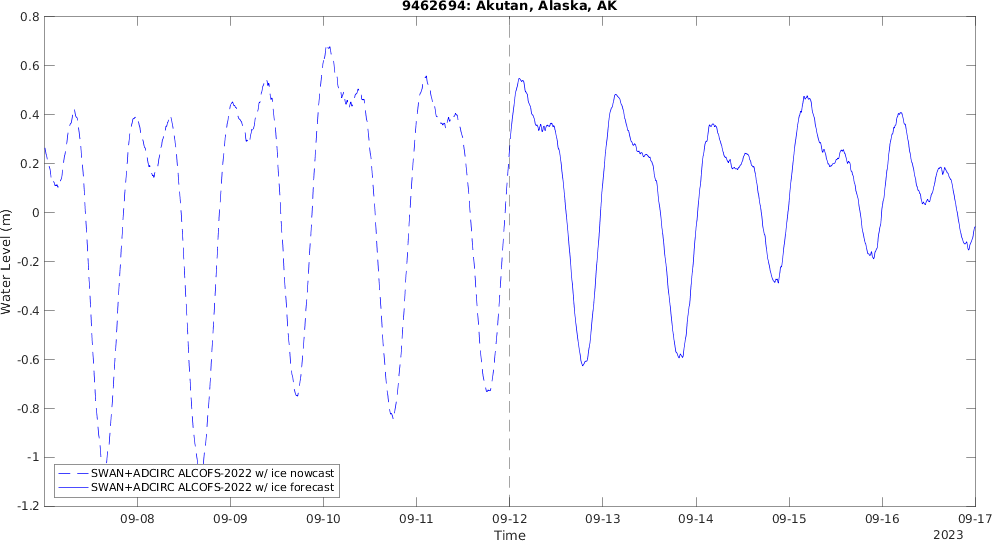 9462694: Akutan, Alaska, AK
0.8
0.6
0.4
0.2
0
-0.2
-0.4
-0.6
-0.8
-1
-1.2
Water Level (m)
SWAN+ADCIRC ALCOFS-2022 w/ ice nowcast
SWAN+ADCIRC ALCOFS-2022 w/ ice forecast
09-08 09-09 09-10 09-11 09-12 09-13 09-14 09-15 09-16 09-17
Time
2023